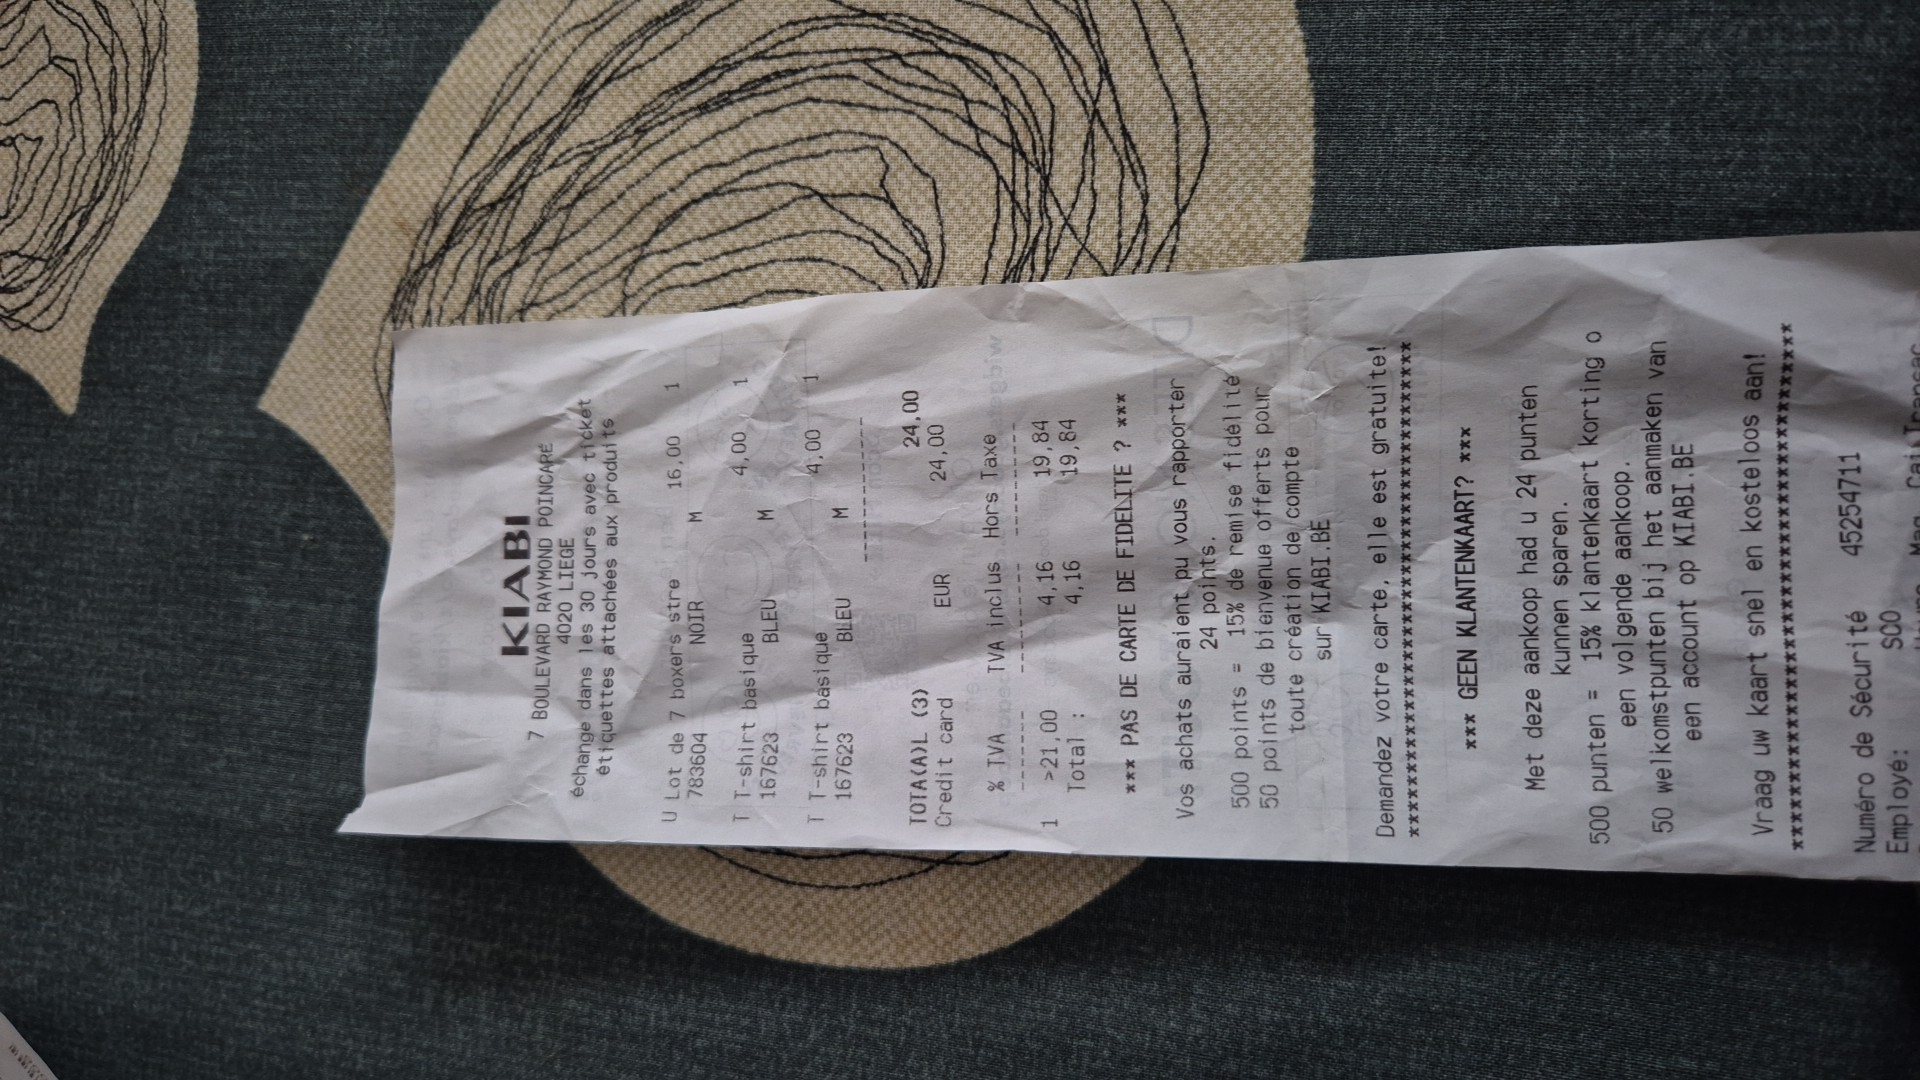 KIABI
7 BOULEVARD RAYMOND POINCARÉ
4020 LIEGE
échange dans les 30 jours avec ticket
étiquettes attachées aux produits
U Lot de 7 boxers stre 16,00 1
783604 NOIR M
T T-shirt basique 4,00 1
167623 BLEU M
T T-shirt basique 4,00 1
167623 BLEU M
---------------
TOTA(A)L (3) 24,00
Credit card EUR 24,00
% TVA TVA inclus Hors Taxe
-------- ------------ ------------
1 >21,00 4,16 19,84
Total : 4,16 19,84
*** PAS DE CARTE DE FIDELITE ? ***
Vos achats auraient pu vous rapporter
24 points.
500 points = 15% de remise fidélité
50 points de bienvenue offerts pour
toute création de compte
sur KIABI.BE
Demandez votre carte, elle est gratuite!
******************************************
*** GEEN KLANTENKAART? ***
Met deze aankoop had u 24 punten
kunnen sparen.
500 punten = 15% klantenkaart korting o
een volgende aankoop.
50 welkomstpunten bij het aanmaken van
een account op KIABI.BE
Vraag uw kaart snel en kosteloos aan!
******************************************
Numéro de Sécurité 45254711
Employé: SCO